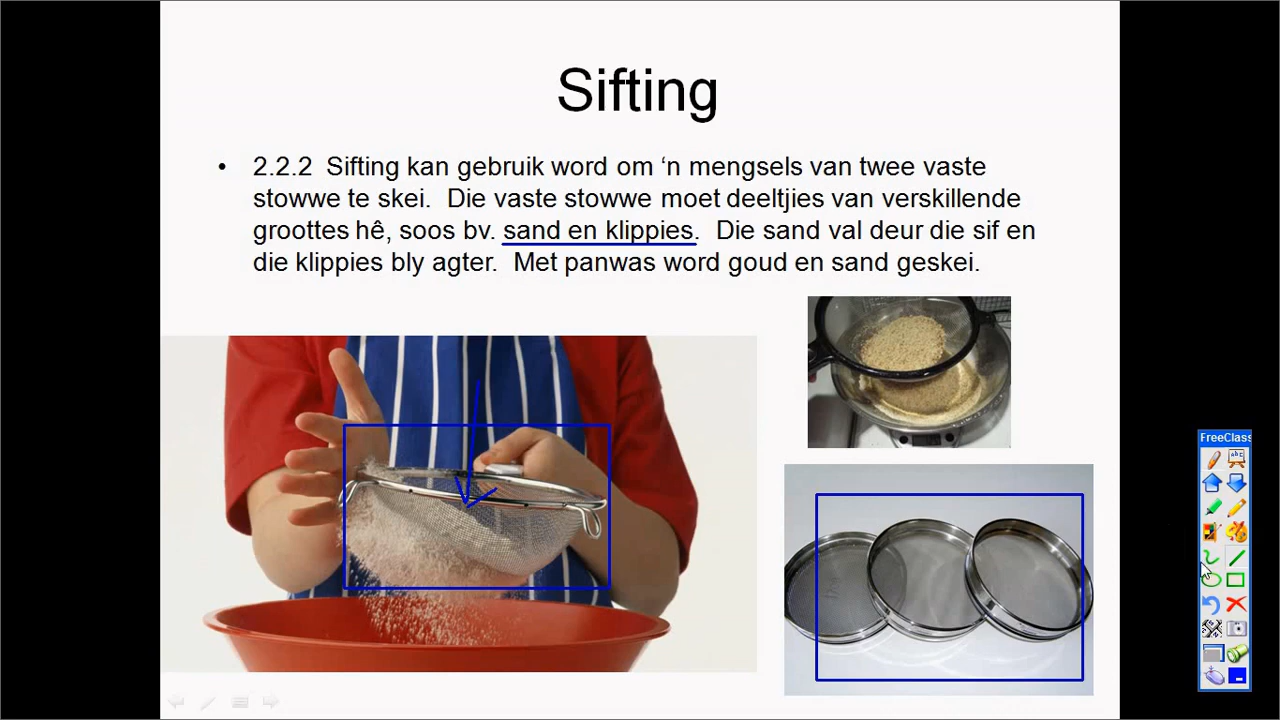 Sifting
• 2.2.2 Sifting kan gebruik word om ‘n mengsels van twee vaste
stowwe te skei. Die vaste stowwe moet deeltjies van verskillende
groottes hê, soos bv. sand en klippies. Die sand val deur die sif en
die klippies bly agter. Met panwas word goud en sand geskei.
FreeClass